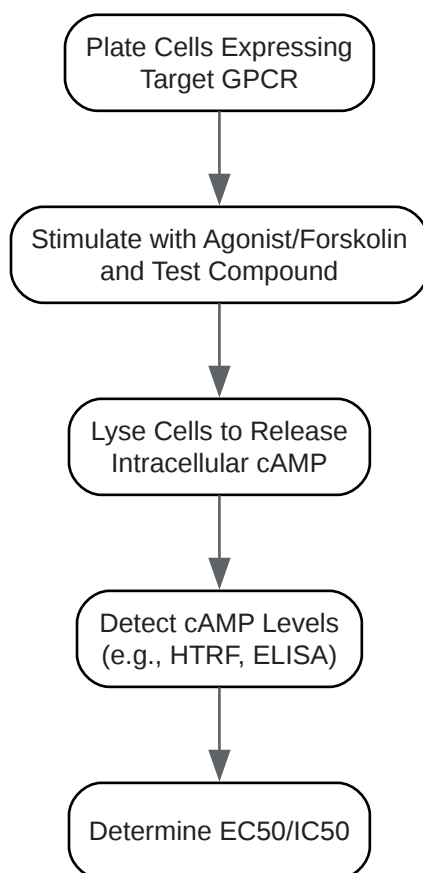 Plate Cells Expressing
Target GPCR
Stimulate with Agonist/Forskolin
and Test Compound
Lyse Cells to Release
Intracellular cAMP
Detect cAMP Levels
(e.g., HTRF, ELISA)
Determine EC50/IC50